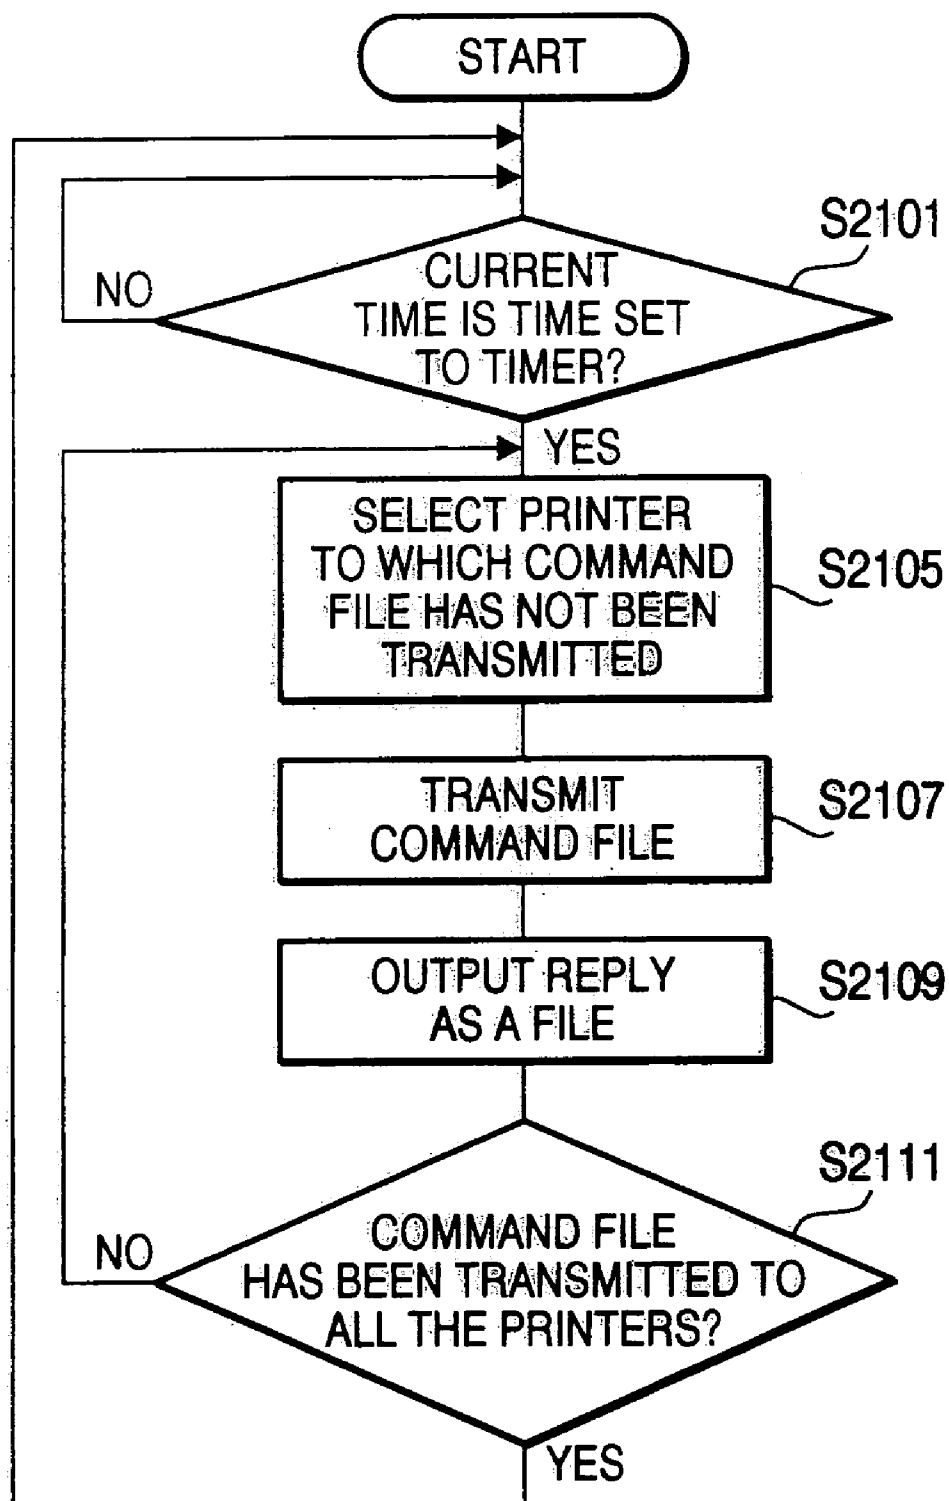 START
S2101
CURRENT
TIME IS TIME SET
TO TIMER?
NO
YES
SELECT PRINTER
TO WHICH COMMAND
FILE HAS NOT BEEN
TRANSMITTED
S2105
TRANSMIT
COMMAND FILE
S2107
OUTPUT REPLY
AS A FILE
S2109
S2111
COMMAND FILE
HAS BEEN TRANSMITTED TO
ALL THE PRINTERS?
NO
YES